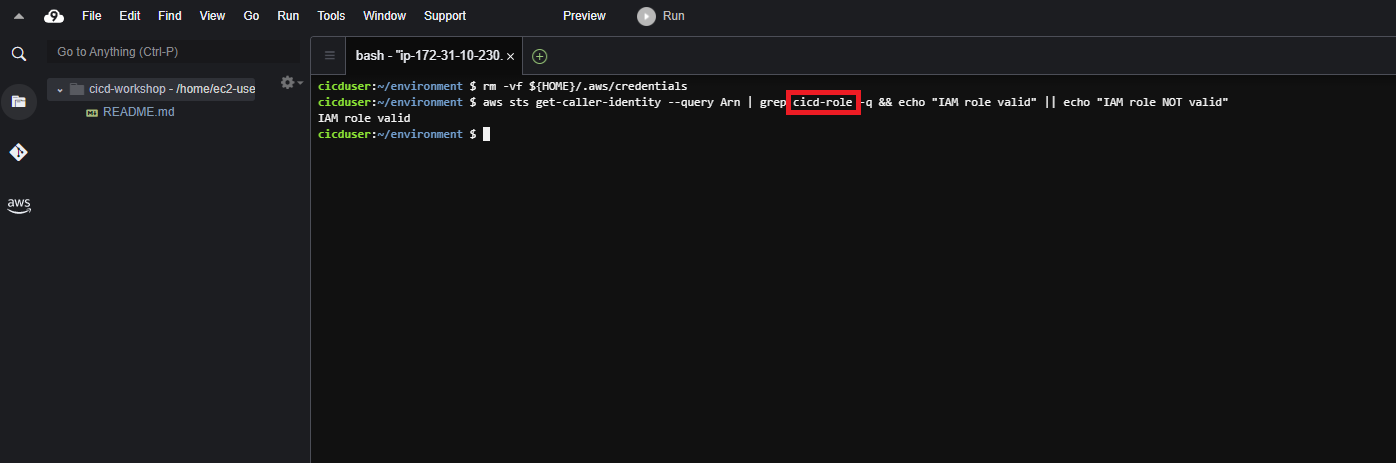 9 File Edit Find View Go Run Tools Window Support Preview Run
Go to Anything (Ctrl-P)
cicd-workshop - /home/ec2-use
README.md
aws
bash - "ip-172-31-10-230.
cicduser:~/environment $ rm -vf ${HOME}/.aws/credentials
cicduser:~/environment $ aws sts get-caller-identity --query Arn | grep cicd-role -q && echo "IAM role valid" || echo "IAM role NOT valid"
IAM role valid
cicduser:~/environment $